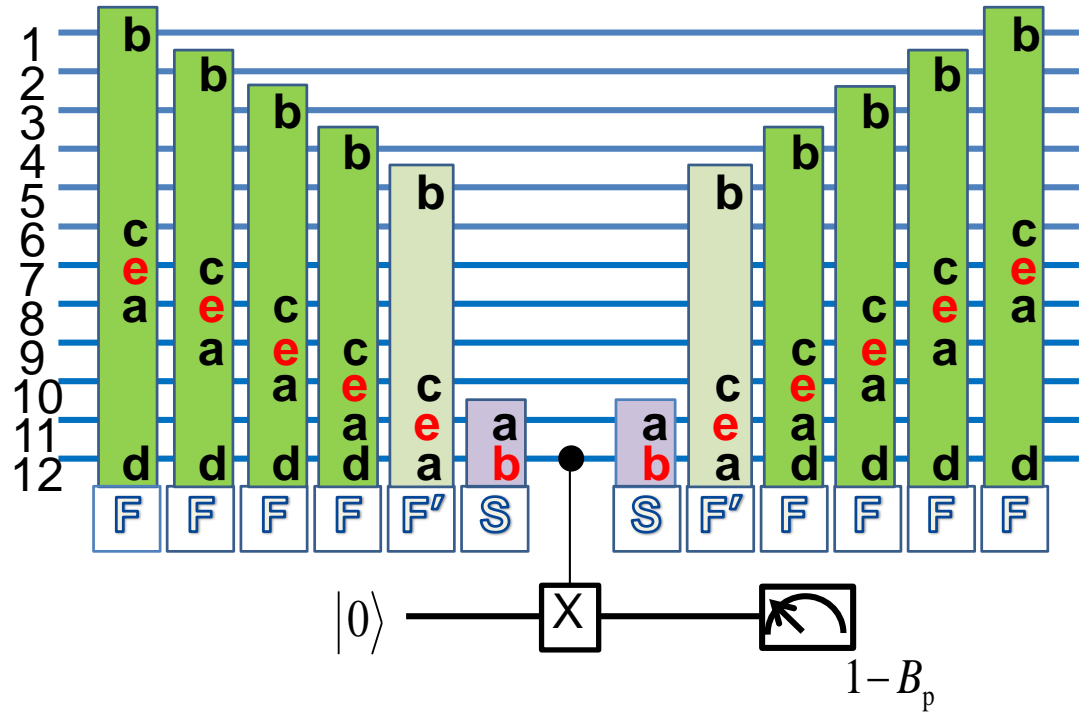 1 b b
2 b b
3 b b
4 b b
5 b b
6 c c
7 e c c e
8 a e c c e a
9 a e c c e a
10 a e c c e a
11 a e a a e a
12 d d d d a b b a d d d d
F F F F F′ S S F′ F F F F
|0⟩ X
1 − Bₚ